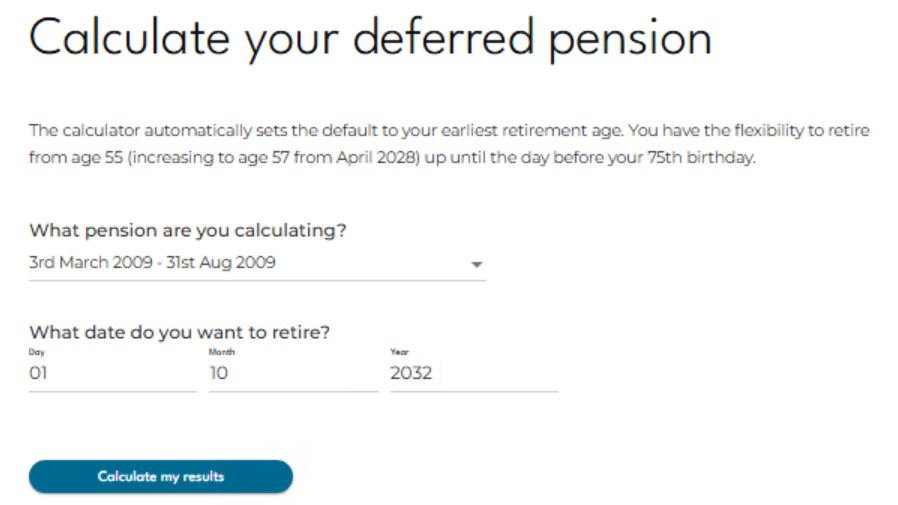 Calculate your deferred pension
The calculator automatically sets the default to your earliest retirement age. You have the flexibility to retire
from age 55 (increasing to age 57 from April 2028) up until the day before your 75th birthday.
What pension are you calculating?
3rd March 2009 - 31st Aug 2009
What date do you want to retire?
Day Month Year
01 10 2032
Calculate my results